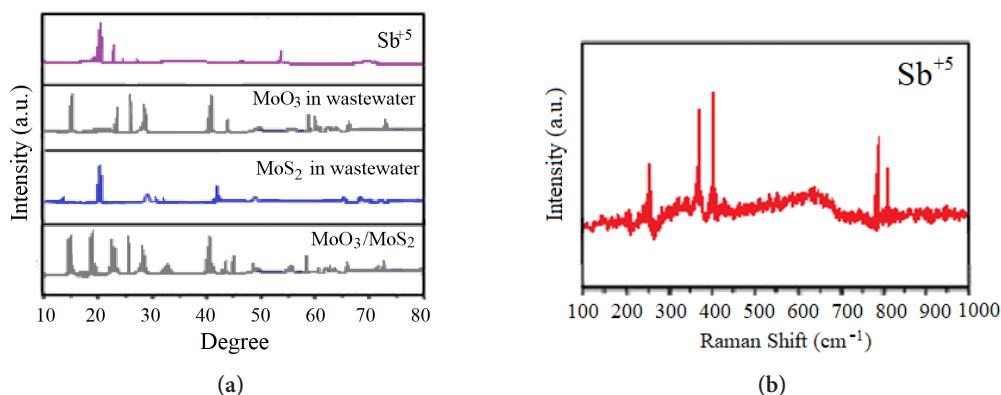 Sb+5
MoO3 in wastewater
MoS2 in wastewater
MoO3/MoS2
Intensity (a.u.)
10 20 30 40 50 60 70 80
Degree
(a)
Sb+5
Intensity (a.u.)
100 200 300 400 500 600 700 800 900 1000
Raman Shift (cm-1)
(b)